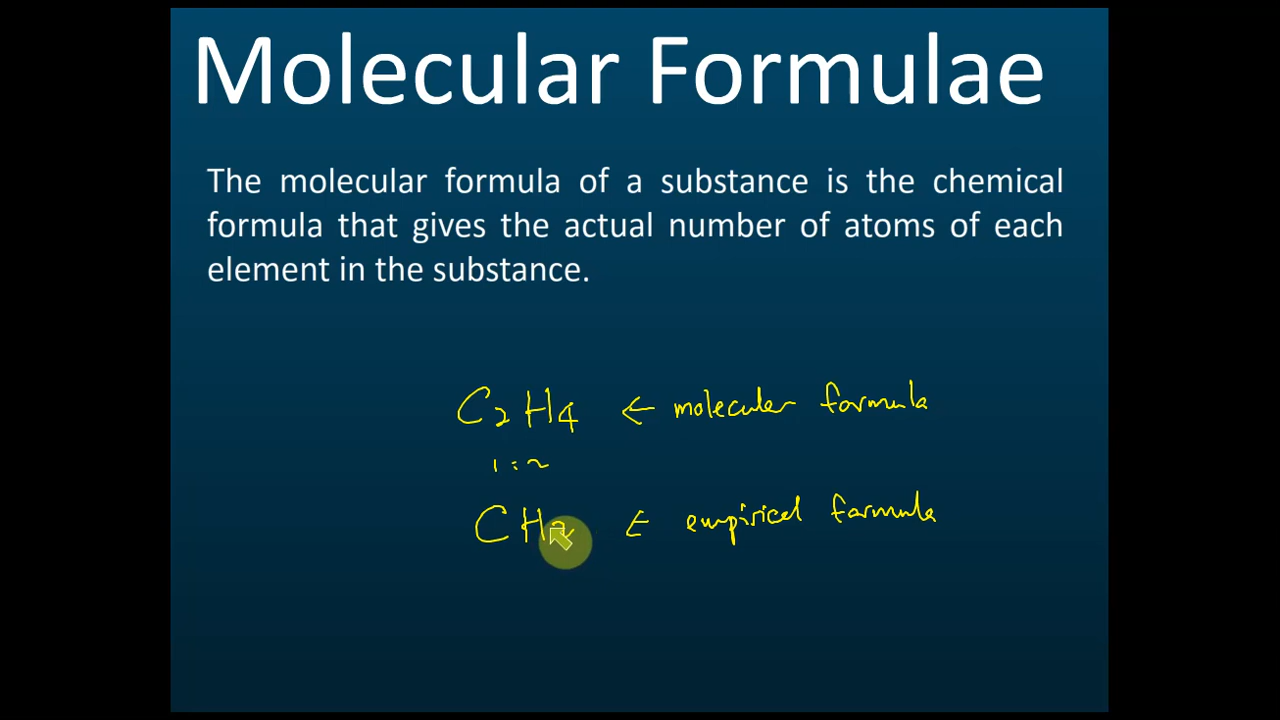 Molecular Formulae
The molecular formula of a substance is the chemical
formula that gives the actual number of atoms of each
element in the substance.
C2H4 ← molecular formula
1:2
CH2 ← empirical formula